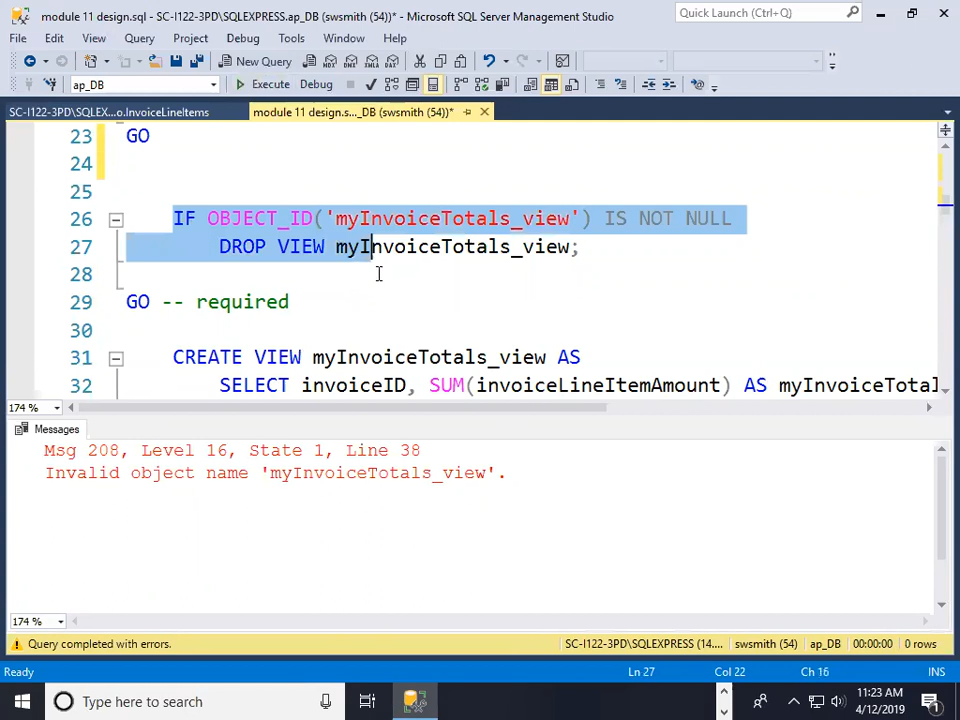 module 11 design.sql - SC-I122-3PD\SQLEXPRESS.ap_DB (swsmith (54))* - Microsoft SQL Server Management Studio
Quick Launch (Ctrl+Q)
File Edit View Query Project Debug Tools Window Help
New Query
ap_DB
Execute Debug
SC-I122-3PD\SQLEX...o.InvoiceLineItems
module 11 design.s..._DB (swsmith (54))*
23 GO
24
25
26 IF OBJECT_ID('myInvoiceTotals_view') IS NOT NULL
27 DROP VIEW myInvoiceTotals_view;
28
29 GO -- required
30
31 CREATE VIEW myInvoiceTotals_view AS
32 SELECT invoiceID, SUM(invoiceLineItemAmount) AS myInvoiceTotal
174 %
Messages
Msg 208, Level 16, State 1, Line 38
Invalid object name 'myInvoiceTotals_view'.
174 %
Query completed with errors.
SC-I122-3PD\SQLEXPRESS (14.... swsmith (54) ap_DB 00:00:00 0 rows
Ready
Ln 27 Col 22 Ch 16 INS
Type here to search
11:23 AM
4/12/2019
1